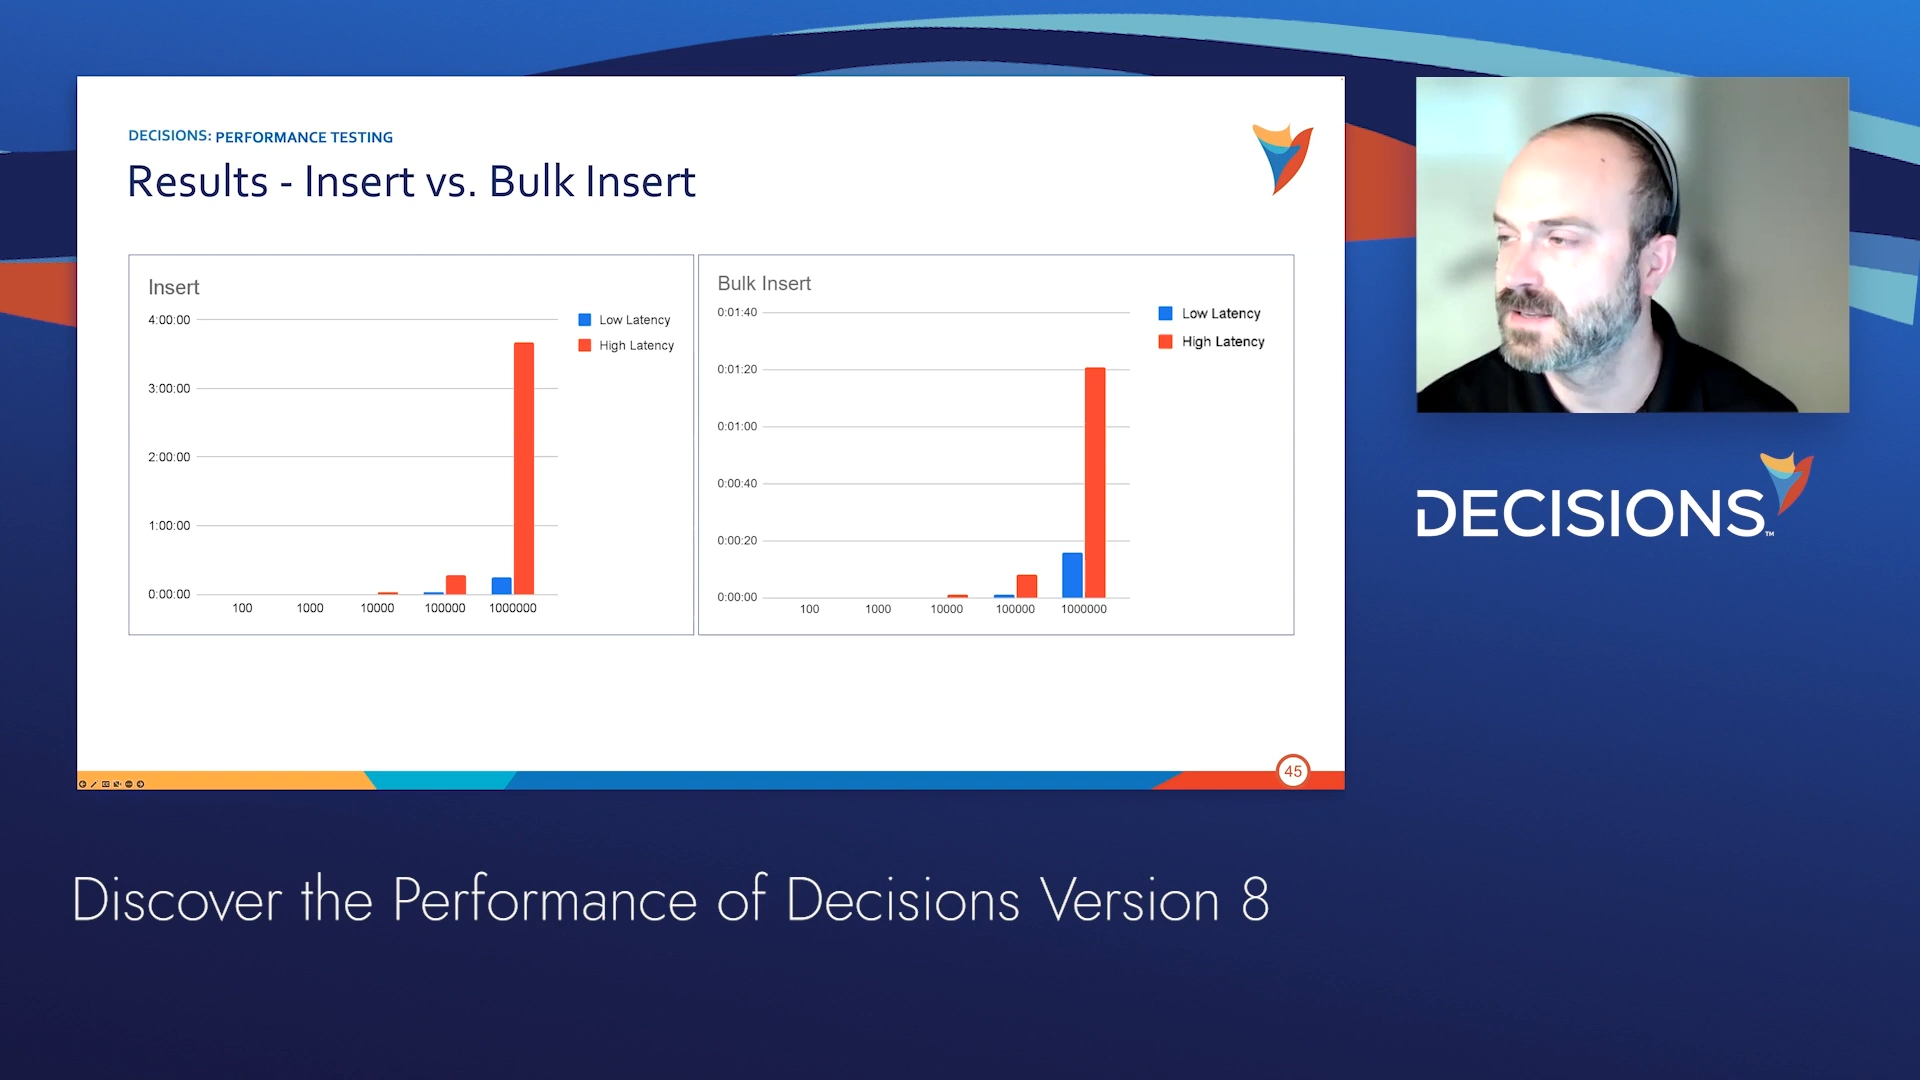 DECISIONS: PERFORMANCE TESTING
Results - Insert vs. Bulk Insert
Insert
4:00:00
3:00:00
2:00:00
1:00:00
0:00:00
100 1000 10000 100000 1000000
Low Latency
High Latency
Bulk Insert
0:01:40
0:01:20
0:01:00
0:00:40
0:00:20
0:00:00
100 1000 10000 100000 1000000
Low Latency
High Latency
45
DECISIONS™
Discover the Performance of Decisions Version 8